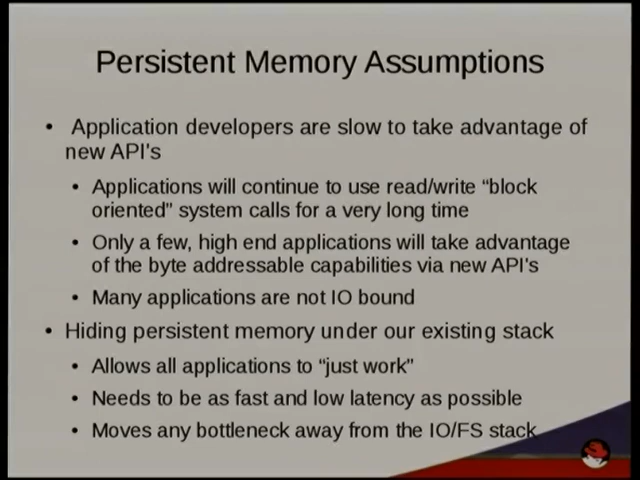 Persistent Memory Assumptions
• Application developers are slow to take advantage of
new API's
• Applications will continue to use read/write “block
oriented” system calls for a very long time
• Only a few, high end applications will take advantage
of the byte addressable capabilities via new API's
• Many applications are not IO bound
• Hiding persistent memory under our existing stack
• Allows all applications to “just work”
• Needs to be as fast and low latency as possible
• Moves any bottleneck away from the IO/FS stack